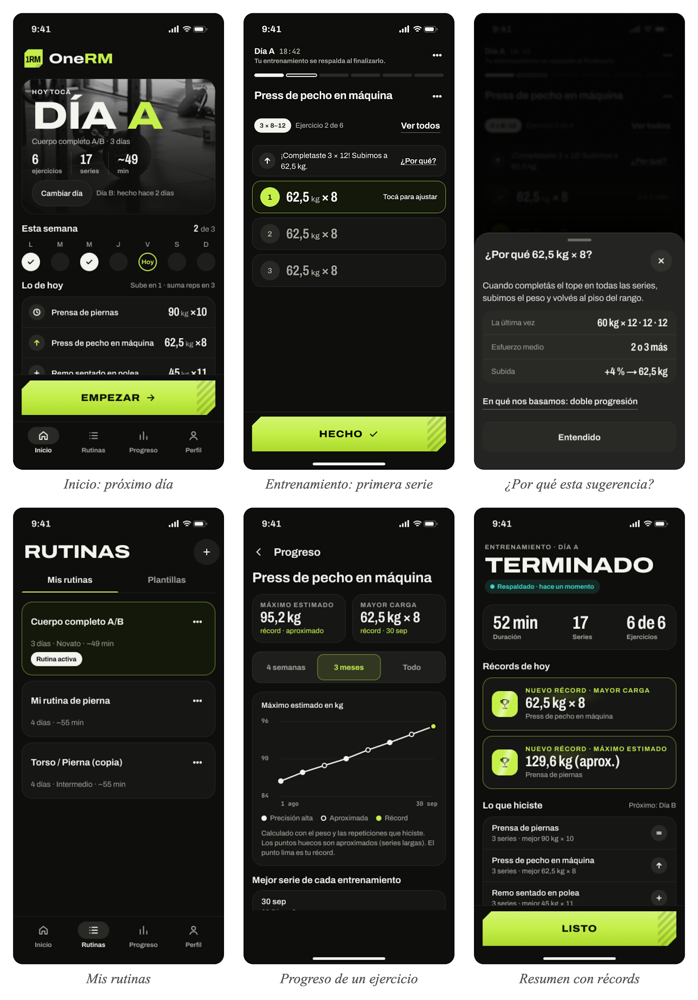 9:41
1RM OneRM
HOY TOCA
DÍA A
Cuerpo completo A/B · 3 días
6 17 ~49
ejercicios series min
Cambiar día Día B: hecho hace 2 días
Esta semana 2 de 3
L M M J V S D
Hoy
Lo de hoy Sube en 1 · suma reps en 3
Prensa de piernas 90 kg ×10
Press de pecho en máquina 62,5 kg ×8
Remo sentado en polea 45 kg ×11
EMPEZAR →
Inicio Rutinas Progreso Perfil
Inicio: próximo día
9:41
Día A 18:42
Tu entrenamiento se respalda al finalizarlo.
Press de pecho en máquina
3 × 8–12 Ejercicio 2 de 6 Ver todos
¡Completaste 3 × 12! Subimos a
62,5 kg.
¿Por qué?
1 62,5 kg × 8 Tocá para ajustar
2 62,5 kg × 8
3 62,5 kg × 8
HECHO ✓
Entrenamiento: primera serie
9:41
Día A 18:42
Tu entrenamiento se respalda al finalizarlo.
Press de pecho en máquina
3 × 8–12 Ejercicio 2 de 6 Ver todos
¡Completaste 3 × 12! Subimos a
62,5 kg.
¿Por qué?
62,5 kg × 8
¿Por qué 62,5 kg × 8?
Cuando completás el tope en todas las series,
subimos el peso y volvés al piso del rango.
La última vez 60 kg × 12 · 12 · 12
Esfuerzo medio 2 o 3 más
Subida +4 % → 62,5 kg
En qué nos basamos: doble progresión
Entendido
¿Por qué esta sugerencia?
9:41
RUTINAS +
Mis rutinas Plantillas
Cuerpo completo A/B
3 días · Novato · ~49 min
Rutina activa
Mi rutina de pierna
4 días · ~55 min
Torso / Pierna (copia)
4 días · Intermedio · ~55 min
Inicio Rutinas Progreso Perfil
Mis rutinas
9:41
Progreso
Press de pecho en máquina
MÁXIMO ESTIMADO
95,2 kg
récord · aproximado
MAYOR CARGA
62,5 kg × 8
récord · 30 sep
4 semanas 3 meses Todo
Máximo estimado en kg
96
90
84
1 ago 30 sep
Precisión alta Aproximada Récord
Calculado con el peso y las repeticiones que hiciste.
Los puntos huecos son aproximados (series largas). El
punto lima es tu récord.
Mejor serie de cada entrenamiento
30 sep
Progreso de un ejercicio
9:41
ENTRENAMIENTO · DÍA A
TERMINADO
Respaldado · hace un momento
52 min 17 6 de 6
Duración Series Ejercicios
Récords de hoy
NUEVO RÉCORD · MAYOR CARGA
62,5 kg × 8
Press de pecho en máquina
NUEVO RÉCORD · MÁXIMO ESTIMADO
129,6 kg (aprox.)
Prensa de piernas
Lo que hiciste Próximo: Día B
Prensa de piernas
3 series · mejor 90 kg × 10
=
Press de pecho en máquina
3 series · mejor 62,5 kg × 8
Remo sentado en polea
3 series · mejor 45 kg × 11
+
LISTO
Resumen con récords